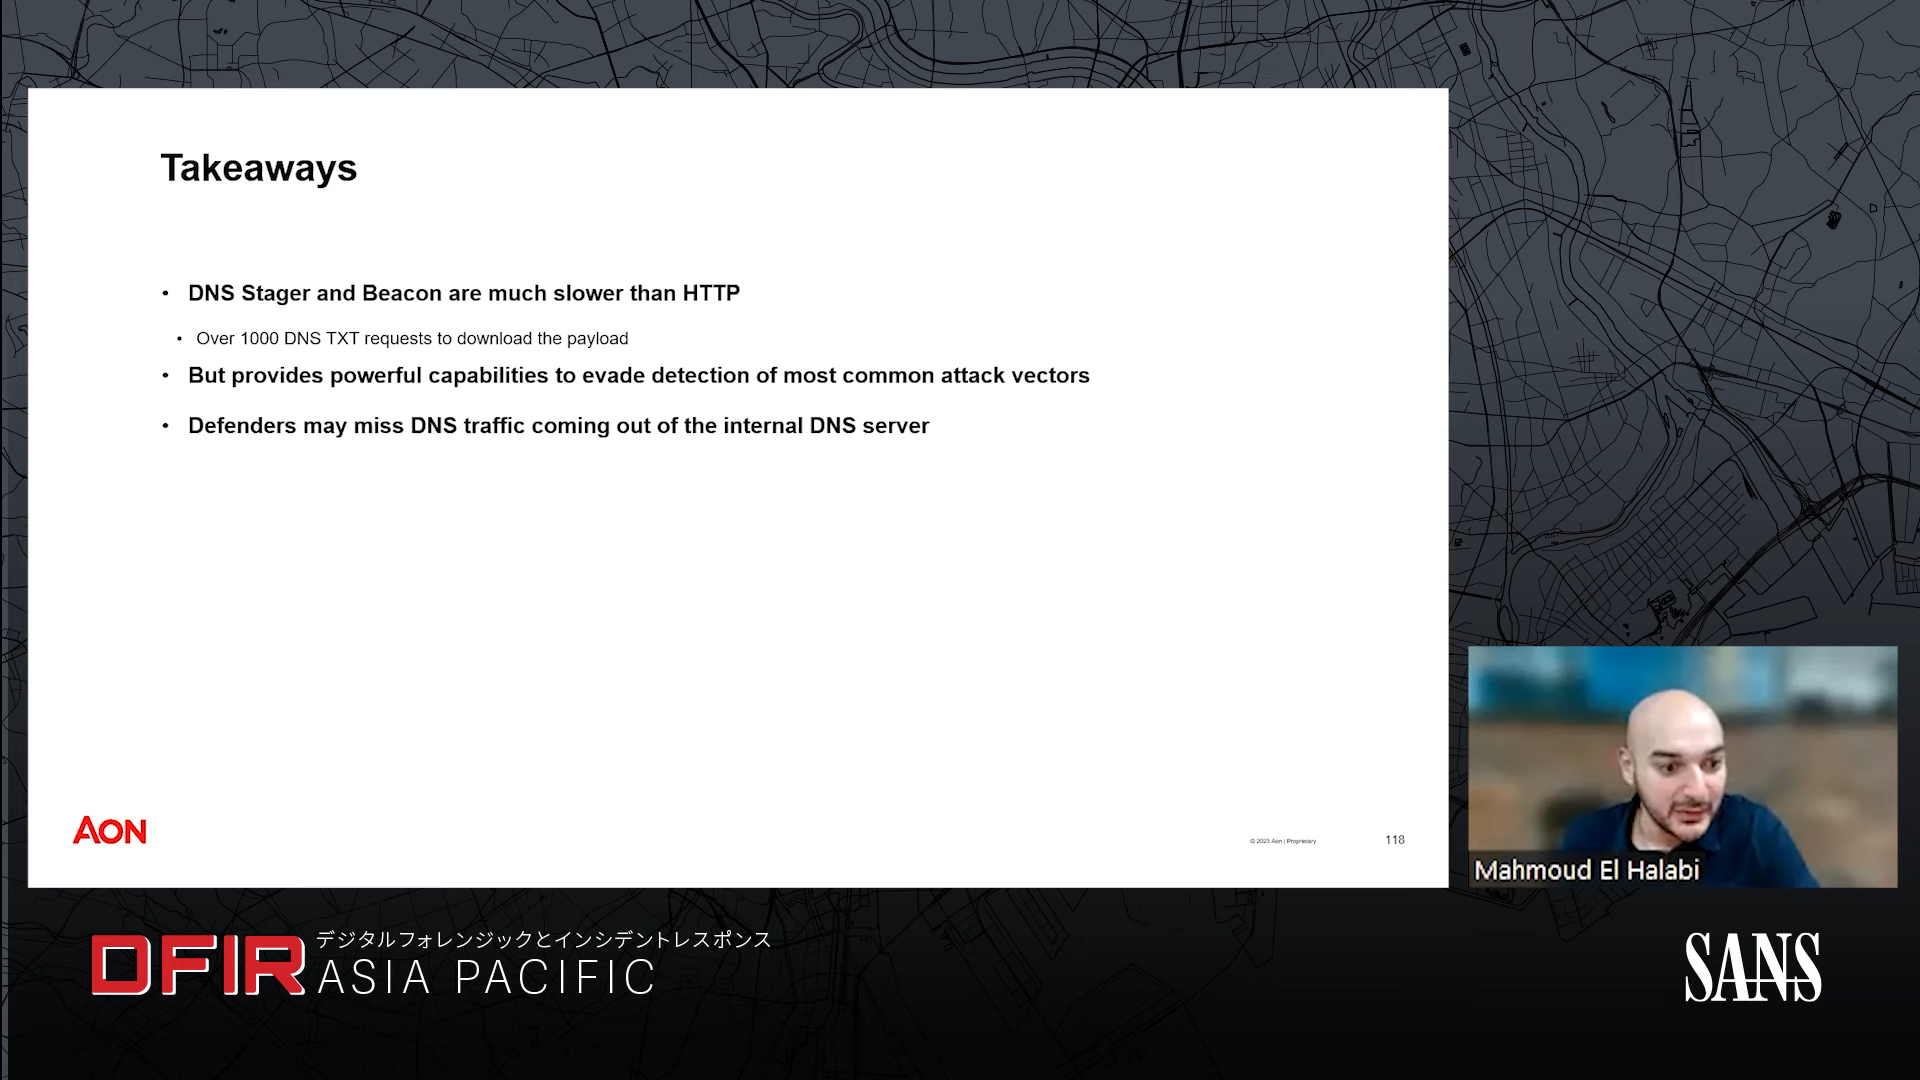 Takeaways
• DNS Stager and Beacon are much slower than HTTP
• Over 1000 DNS TXT requests to download the payload
• But provides powerful capabilities to evade detection of most common attack vectors
• Defenders may miss DNS traffic coming out of the internal DNS server
AON
© 2023 Aon | Proprietary
118
Mahmoud El Halabi
DFIR
デジタルフォレンジックとインシデントレスポンス
ASIA PACIFIC
SANS